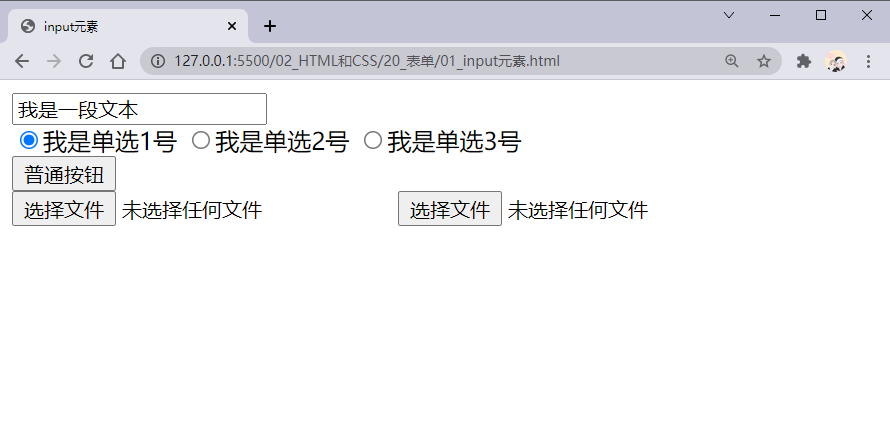 input元素
127.0.0.1:5500/02_HTML和CSS/20_表单/01_input元素.html
我是一段文本
我是单选1号 我是单选2号 我是单选3号
普通按钮
选择文件 未选择任何文件 选择文件 未选择任何文件